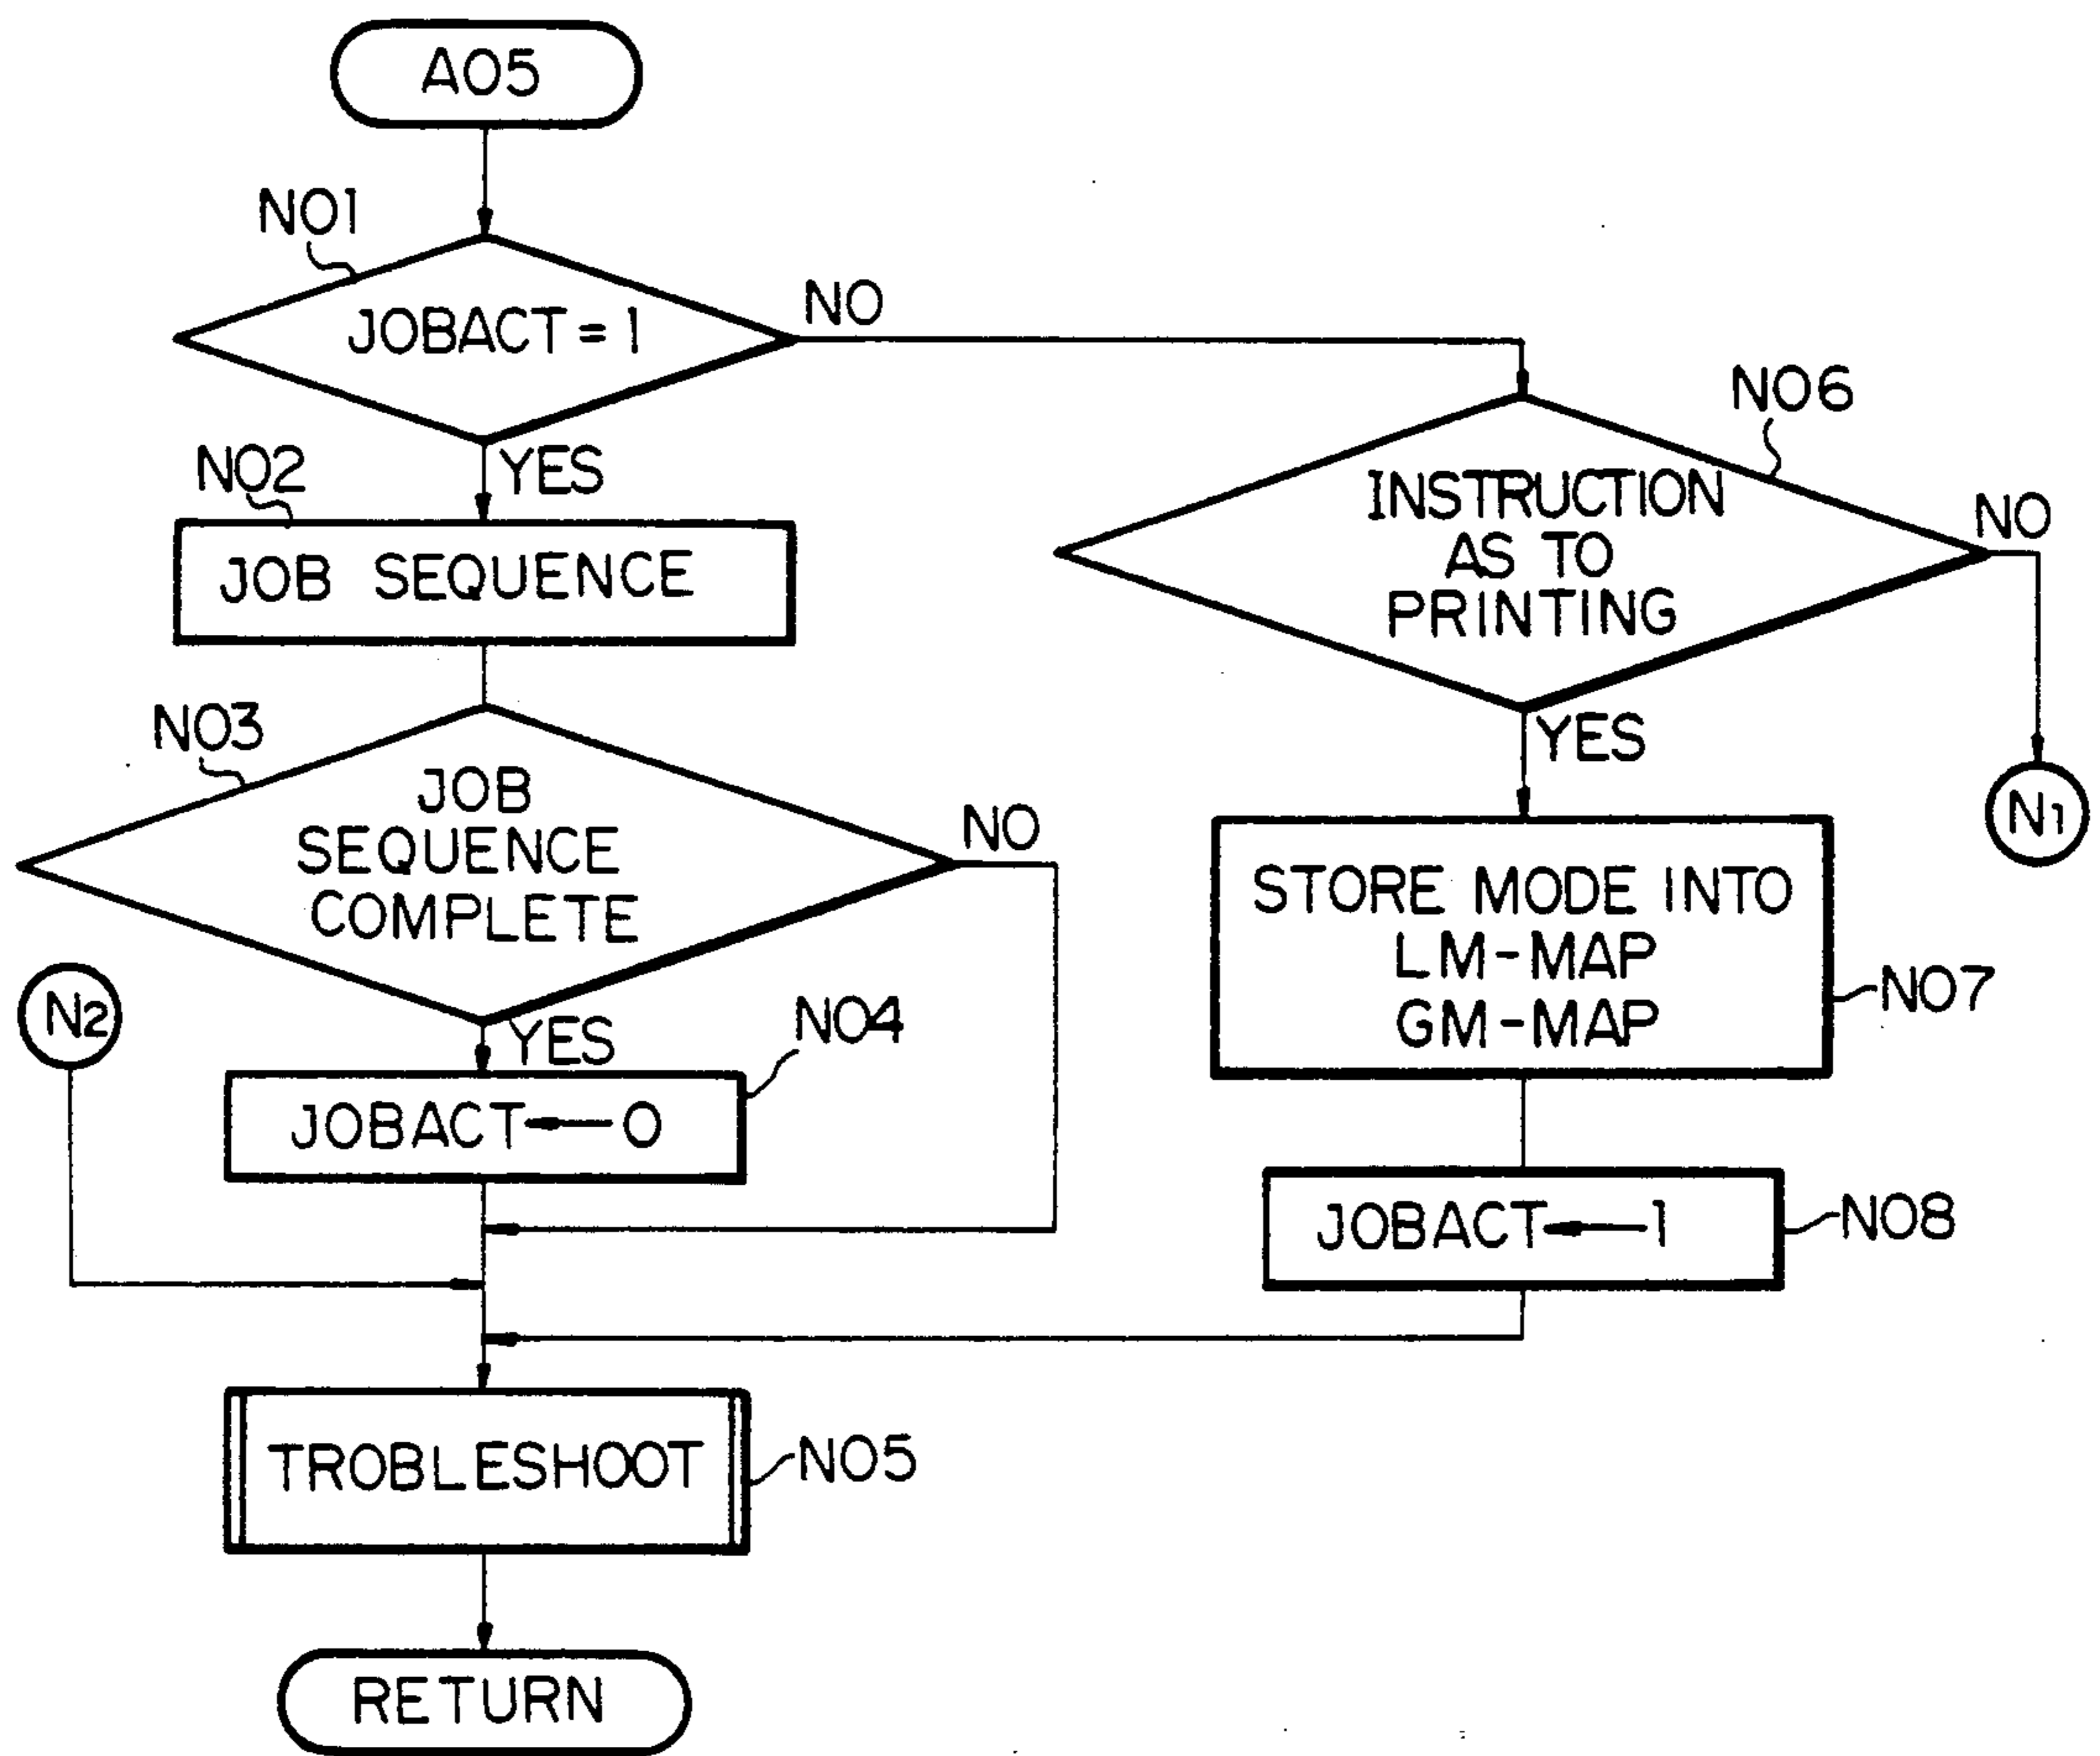 A05
N01
JOBACT=1
NO
YES
N02
JOB SEQUENCE
N03
JOB
SEQUENCE
COMPLETE
NO
YES
N2
N04
JOBACT←0
N06
INSTRUCTION
AS TO
PRINTING
NO
N1
YES
STORE MODE INTO
LM-MAP
GM-MAP
N07
JOBACT←1
N08
TROBLESHOOT
N05
RETURN